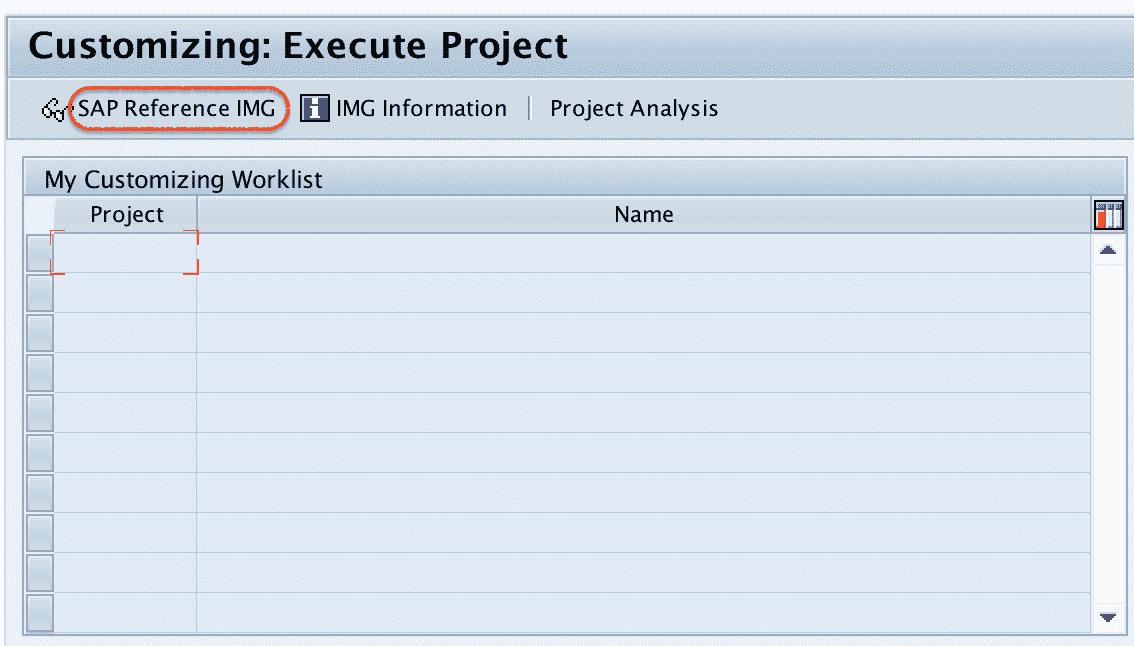 Customizing: Execute Project
SAP Reference IMG IMG Information Project Analysis
My Customizing Worklist
Project Name